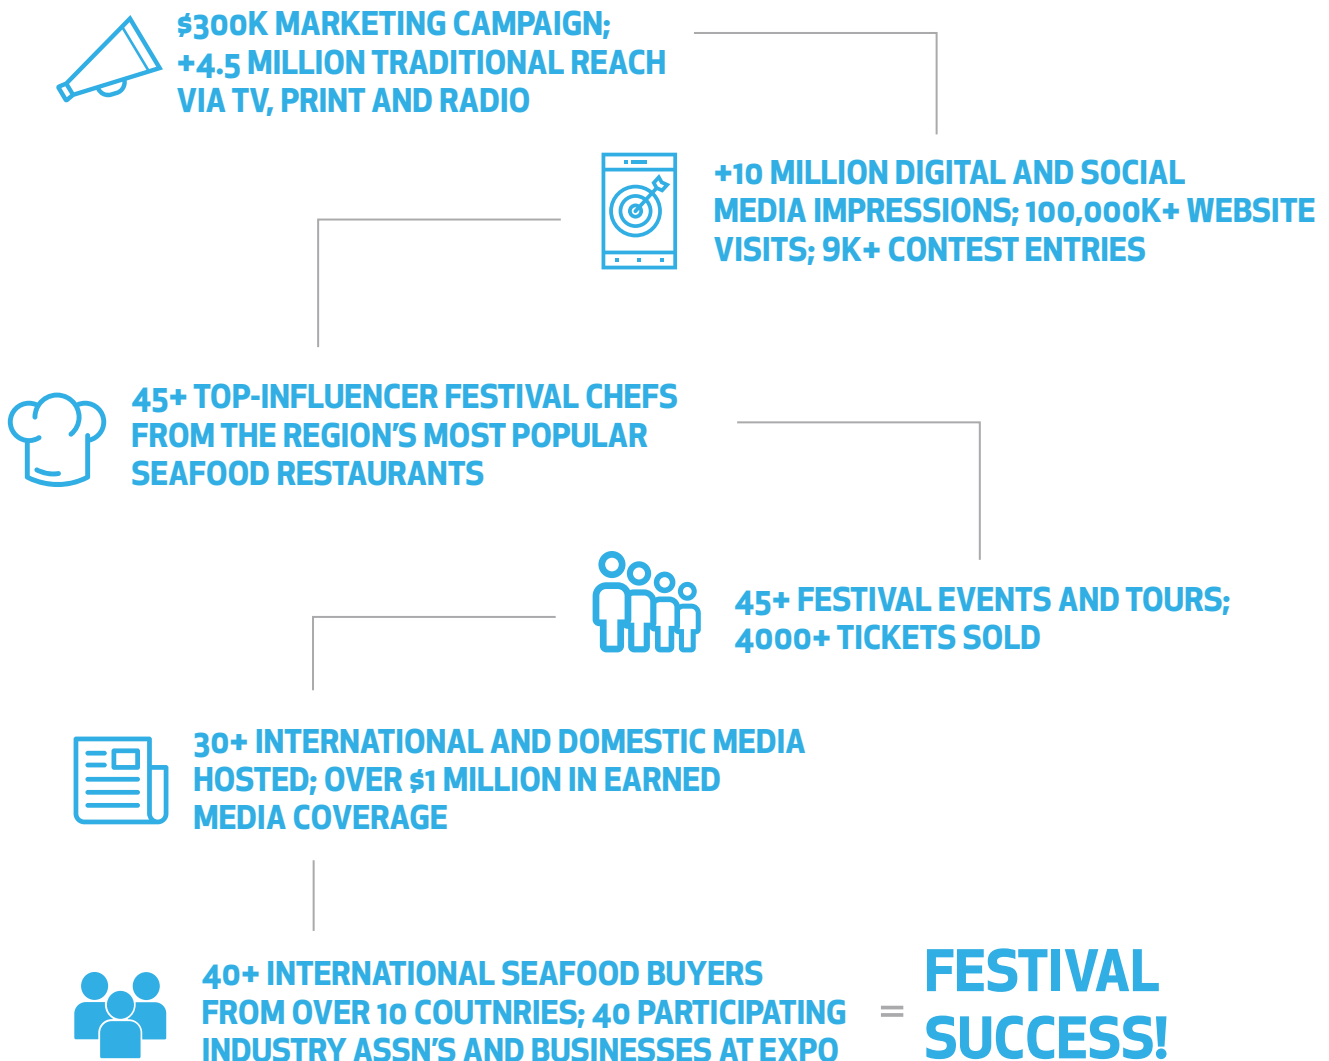 $300K MARKETING CAMPAIGN;
+4.5 MILLION TRADITIONAL REACH
VIA TV, PRINT AND RADIO
+10 MILLION DIGITAL AND SOCIAL
MEDIA IMPRESSIONS; 100,000K+ WEBSITE
VISITS; 9K+ CONTEST ENTRIES
45+ TOP-INFLUENCER FESTIVAL CHEFS
FROM THE REGION'S MOST POPULAR
SEAFOOD RESTAURANTS
45+ FESTIVAL EVENTS AND TOURS;
4000+ TICKETS SOLD
30+ INTERNATIONAL AND DOMESTIC MEDIA
HOSTED; OVER $1 MILLION IN EARNED
MEDIA COVERAGE
40+ INTERNATIONAL SEAFOOD BUYERS
FROM OVER 10 COUTNRIES; 40 PARTICIPATING
INDUSTRY ASSN'S AND BUSINESSES AT EXPO
=
FESTIVAL
SUCCESS!